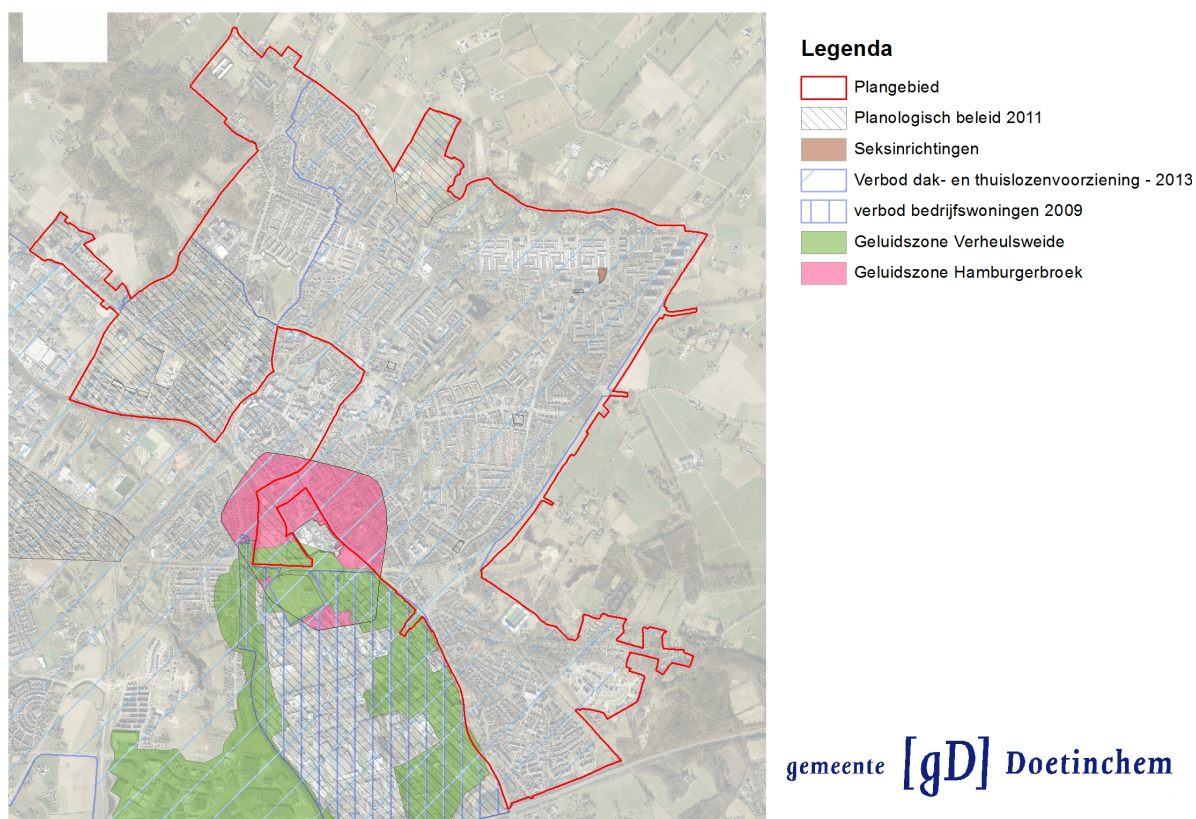 Legenda
Plangebied
Planologisch beleid 2011
Seksinrichtingen
Verbod dak- en thuislozenvoorziening - 2013
verbod bedrijfswoningen 2009
Geluidszone Verheulsweide
Geluidszone Hamburgerbroek
gemeente [gD] Doetinchem